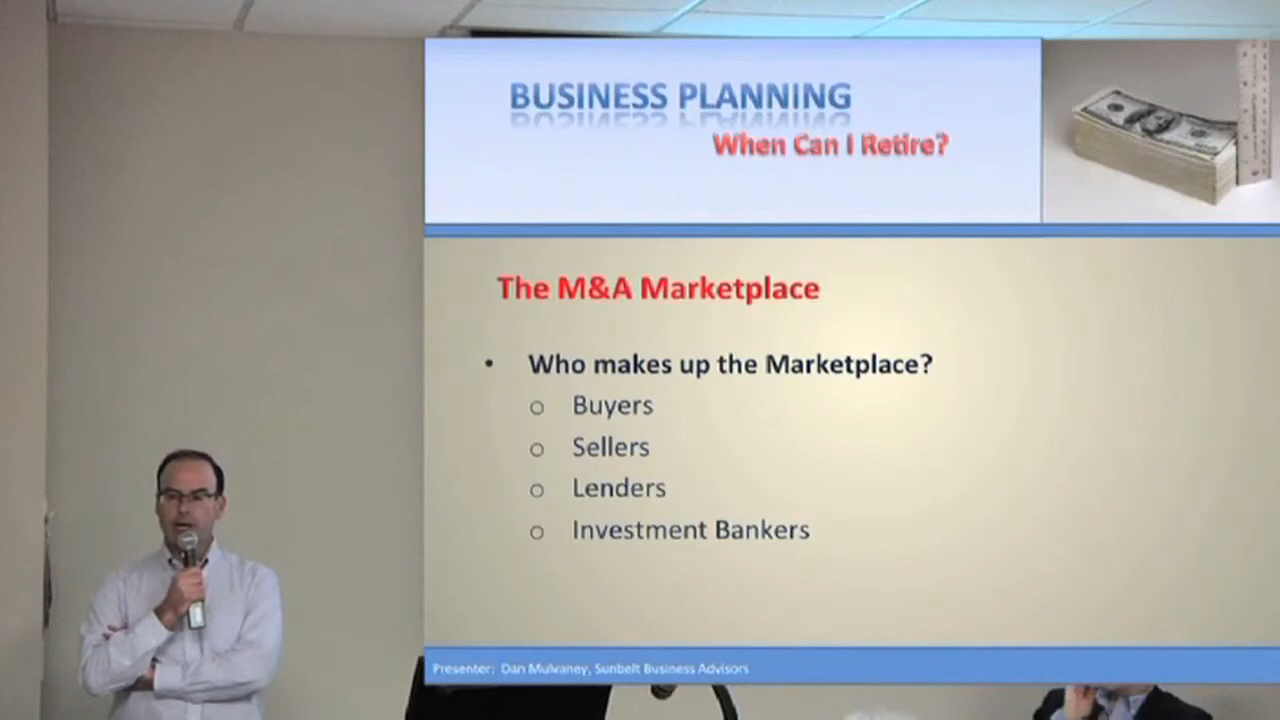 BUSINESS PLANNING
When Can I Retire?
The M&A Marketplace
• Who makes up the Marketplace?
o Buyers
o Sellers
o Lenders
o Investment Bankers
Presenter: Dan Mulvaney, Sunbelt Business Advisors